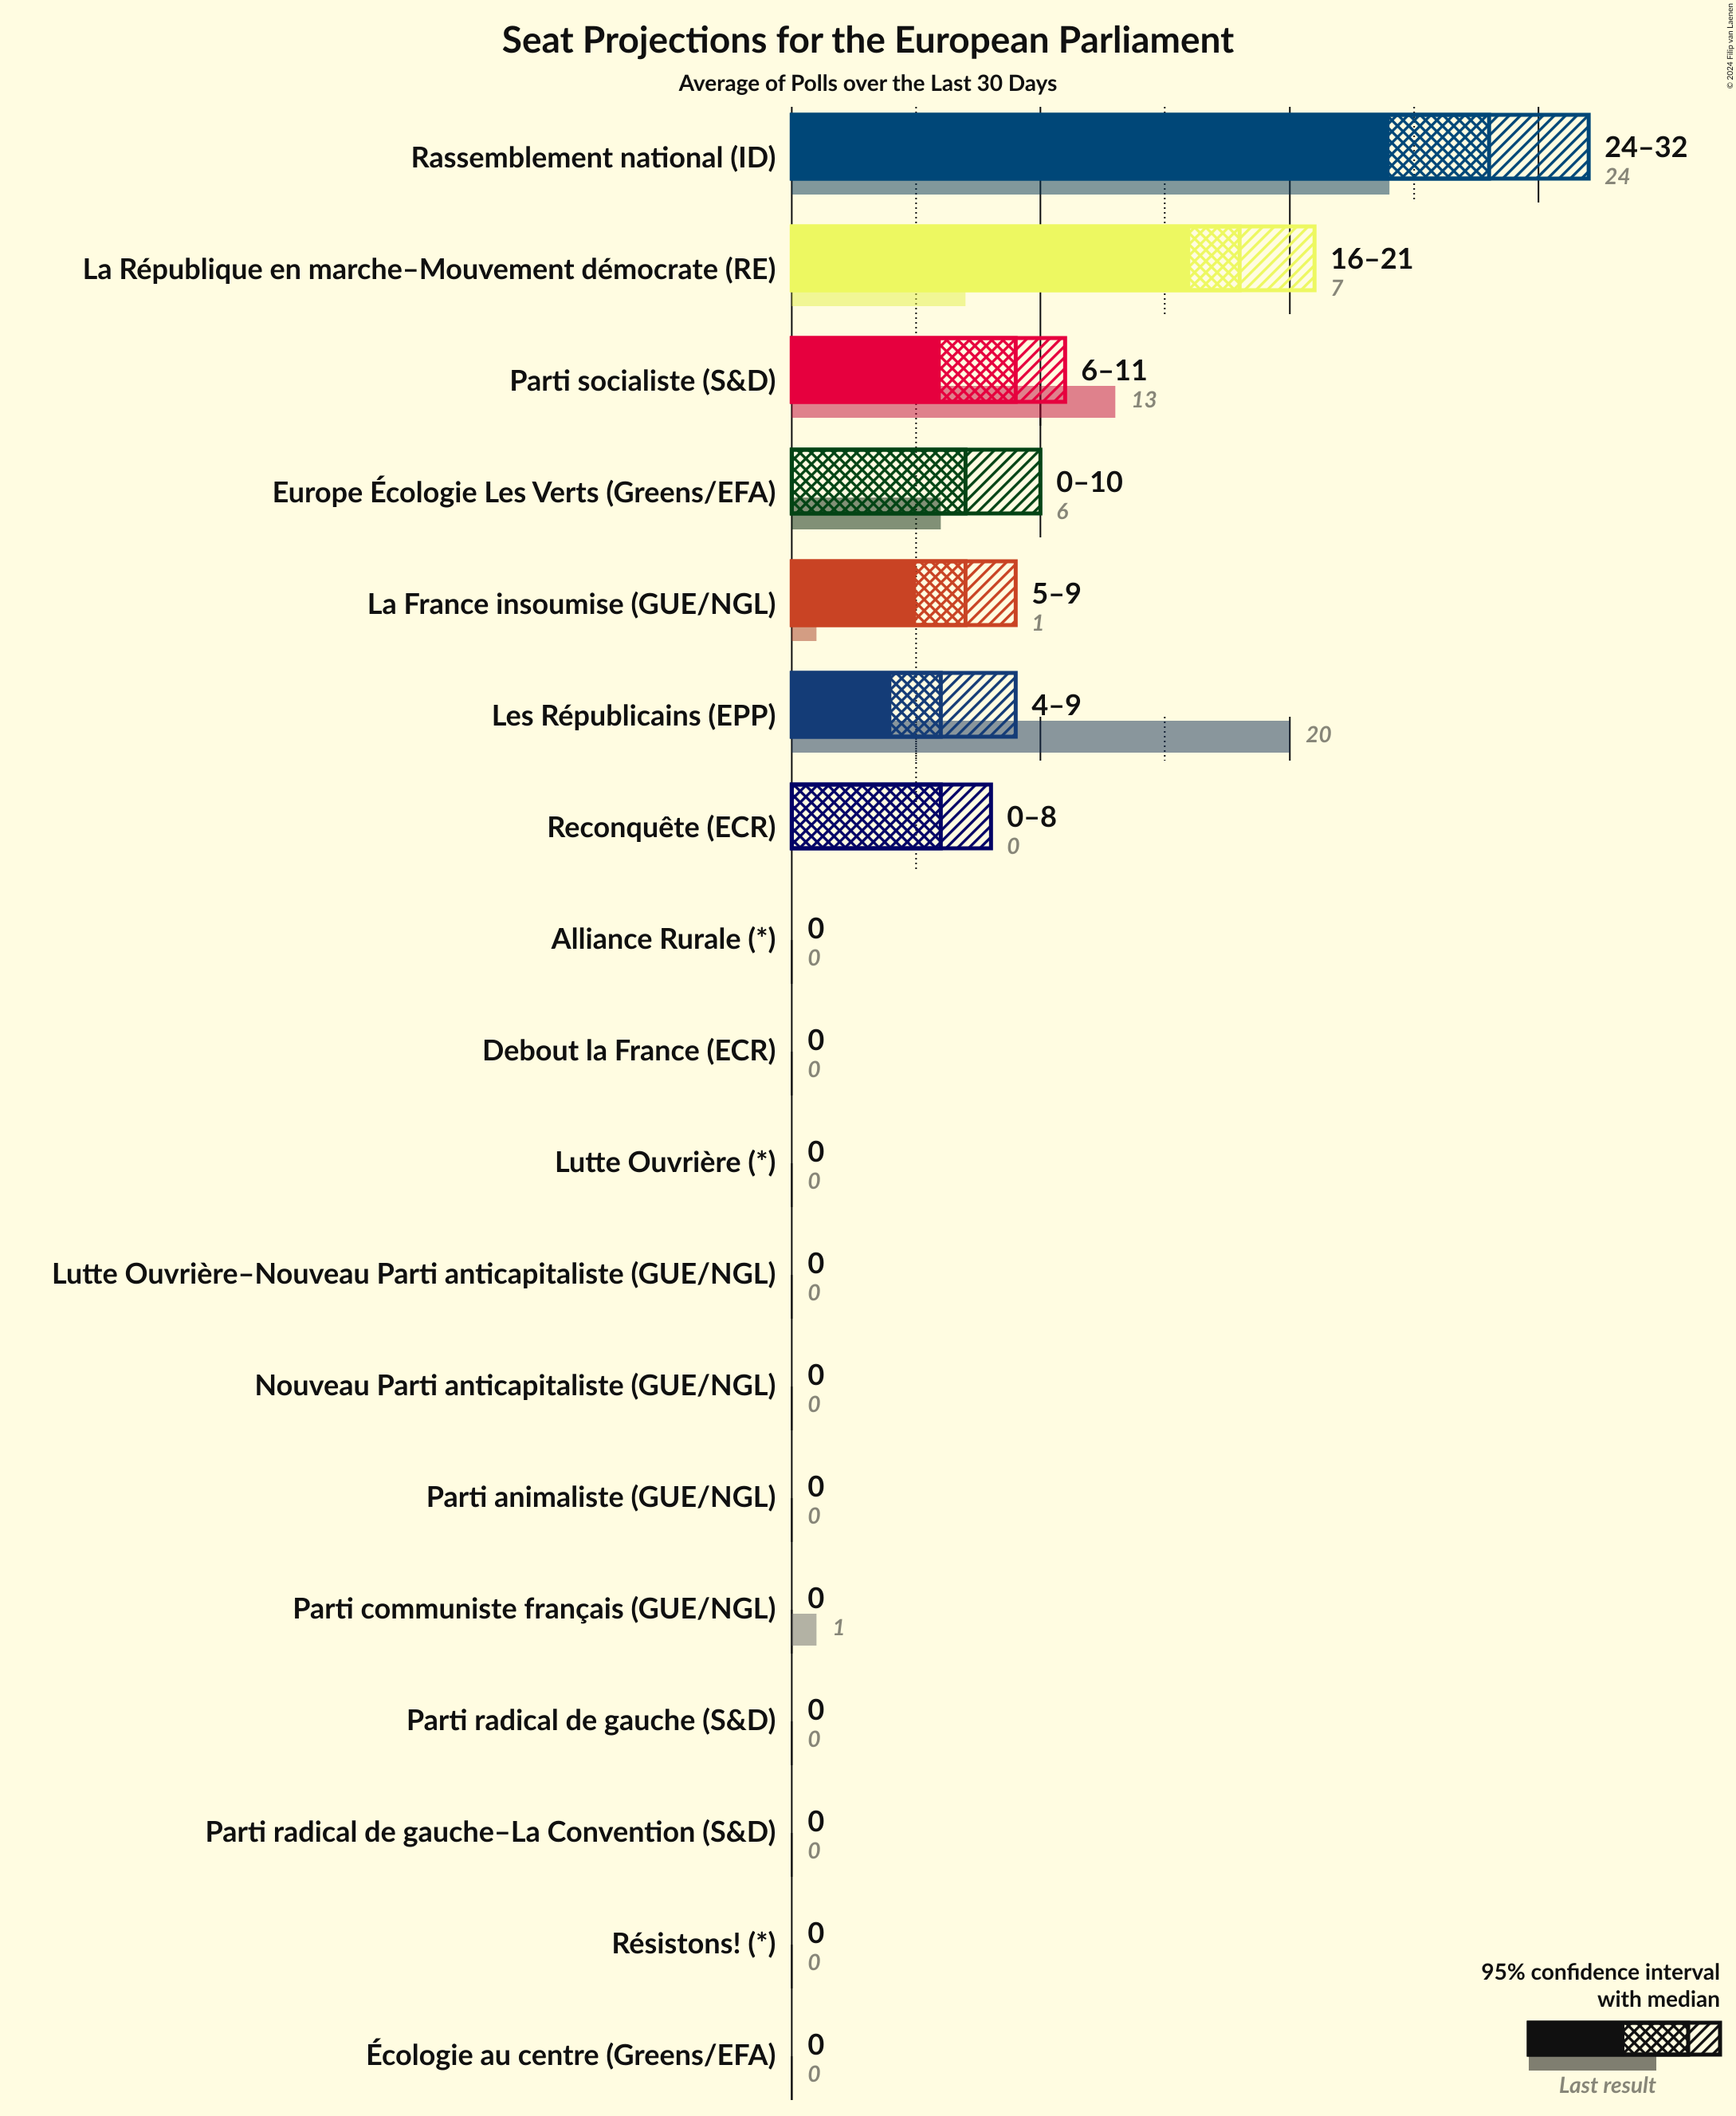 Seat Projections for the European Parliament
Average of Polls over the Last 30 Days
© 2024 Filip van Laenen
Rassemblement national (ID)
24–32
24
La République en marche–Mouvement démocrate (RE)
16–21
7
Parti socialiste (S&D)
6–11
13
Europe Écologie Les Verts (Greens/EFA)
0–10
6
La France insoumise (GUE/NGL)
5–9
1
Les Républicains (EPP)
4–9
20
Reconquête (ECR)
0–8
0
Alliance Rurale (*)
0
0
Debout la France (ECR)
0
0
Lutte Ouvrière (*)
0
0
Lutte Ouvrière–Nouveau Parti anticapitaliste (GUE/NGL)
0
0
Nouveau Parti anticapitaliste (GUE/NGL)
0
0
Parti animaliste (GUE/NGL)
0
0
Parti communiste français (GUE/NGL)
0
1
Parti radical de gauche (S&D)
0
0
Parti radical de gauche–La Convention (S&D)
0
0
Résistons! (*)
0
0
Écologie au centre (Greens/EFA)
0
0
95% confidence interval
with median
Last result